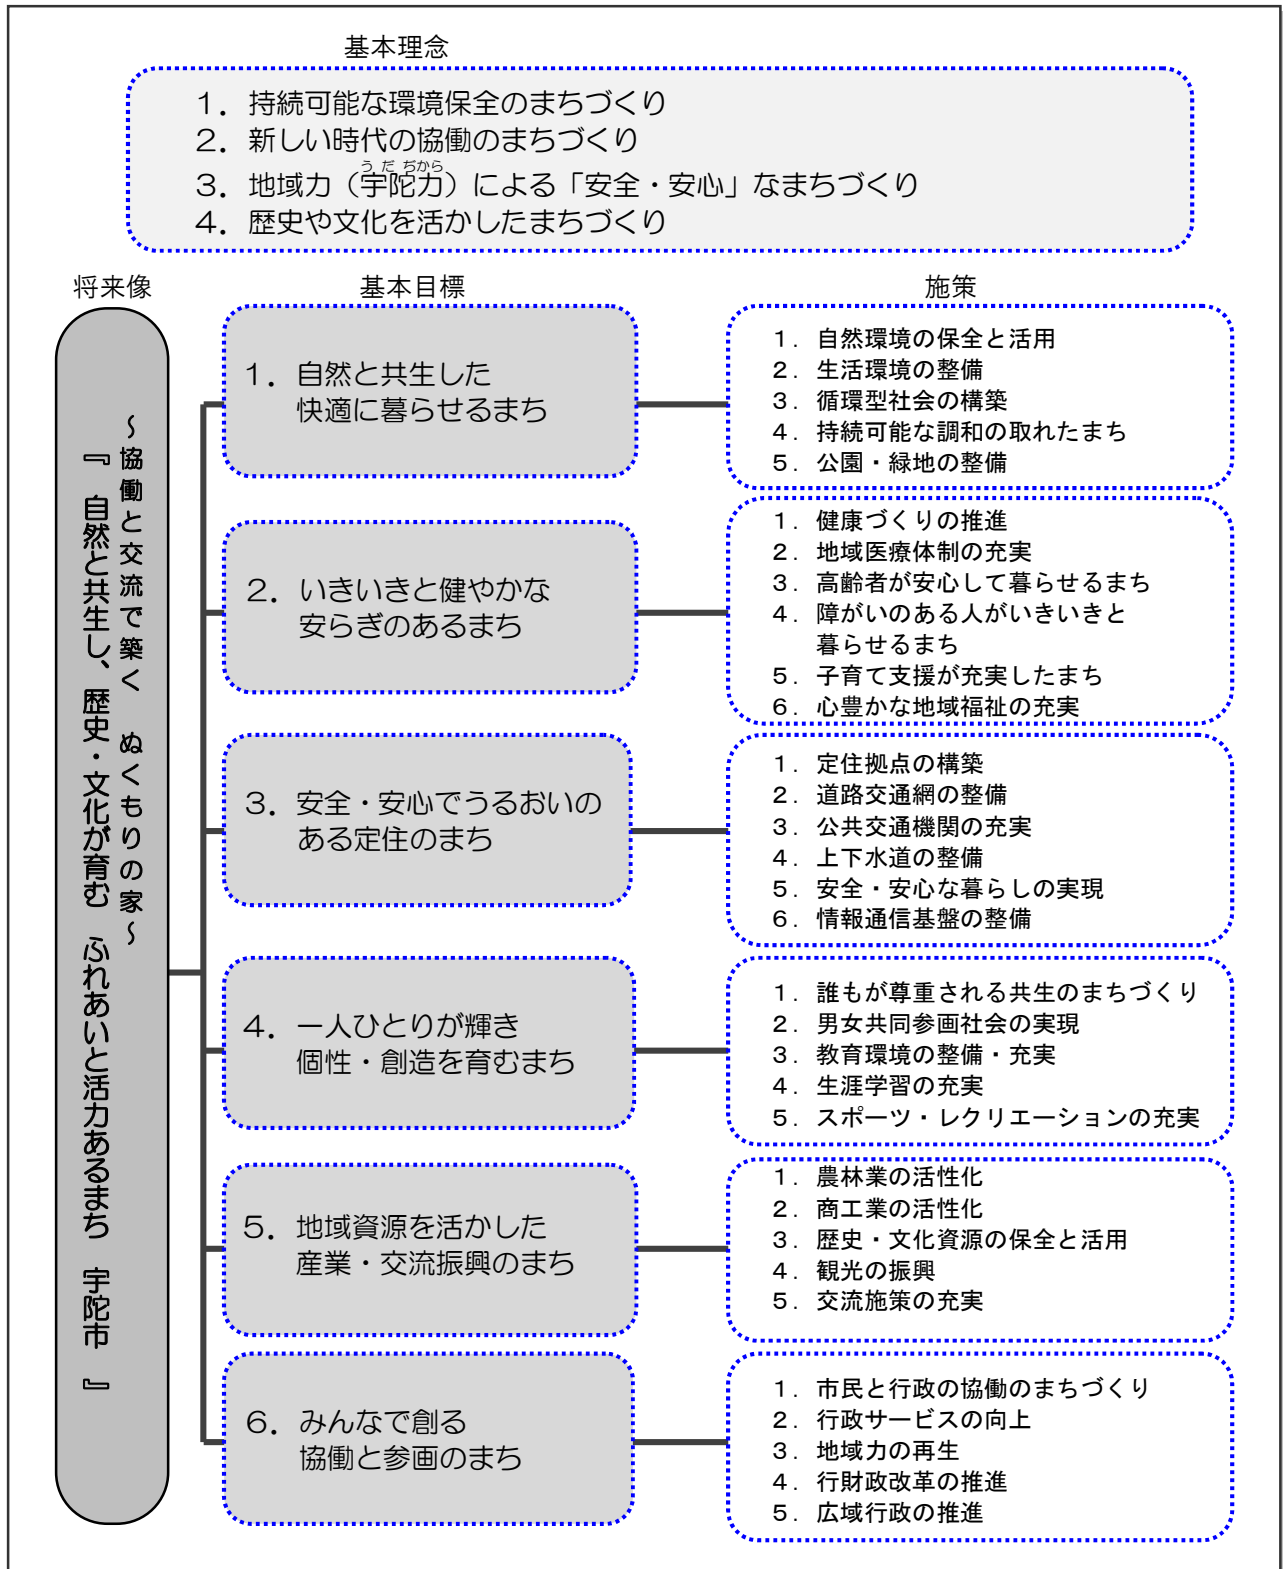 基本理念
１．持続可能な環境保全のまちづくり
２．新しい時代の協働のまちづくり
うだぢから
３．地域力（宇陀力）による「安全・安心」なまちづくり
４．歴史や文化を活かしたまちづくり
将来像
～協働と交流で築く　ぬくもりの家～
『　自然と共生し、歴史・文化が育む　ふれあいと活力あるまち　宇陀市　』
基本目標
施策
１．自然と共生した
快適に暮らせるまち
１．自然環境の保全と活用
２．生活環境の整備
３．循環型社会の構築
４．持続可能な調和の取れたまち
５．公園・緑地の整備
２．いきいきと健やかな
安らぎのあるまち
１．健康づくりの推進
２．地域医療体制の充実
３．高齢者が安心して暮らせるまち
４．障がいのある人がいきいきと
暮らせるまち
５．子育て支援が充実したまち
６．心豊かな地域福祉の充実
３．安全・安心でうるおいの
ある定住のまち
１．定住拠点の構築
２．道路交通網の整備
３．公共交通機関の充実
４．上下水道の整備
５．安全・安心な暮らしの実現
６．情報通信基盤の整備
４．一人ひとりが輝き
個性・創造を育むまち
１．誰もが尊重される共生のまちづくり
２．男女共同参画社会の実現
３．教育環境の整備・充実
４．生涯学習の充実
５．スポーツ・レクリエーションの充実
５．地域資源を活かした
産業・交流振興のまち
１．農林業の活性化
２．商工業の活性化
３．歴史・文化資源の保全と活用
４．観光の振興
５．交流施策の充実
６．みんなで創る
協働と参画のまち
１．市民と行政の協働のまちづくり
２．行政サービスの向上
３．地域力の再生
４．行財政改革の推進
５．広域行政の推進